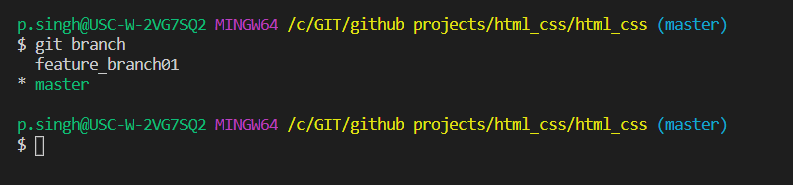 p.singh@USC-W-2VG7SQ2 MINGW64 /c/GIT/github projects/html_css/html_css (master)
$ git branch
  feature_branch01
* master

p.singh@USC-W-2VG7SQ2 MINGW64 /c/GIT/github projects/html_css/html_css (master)
$